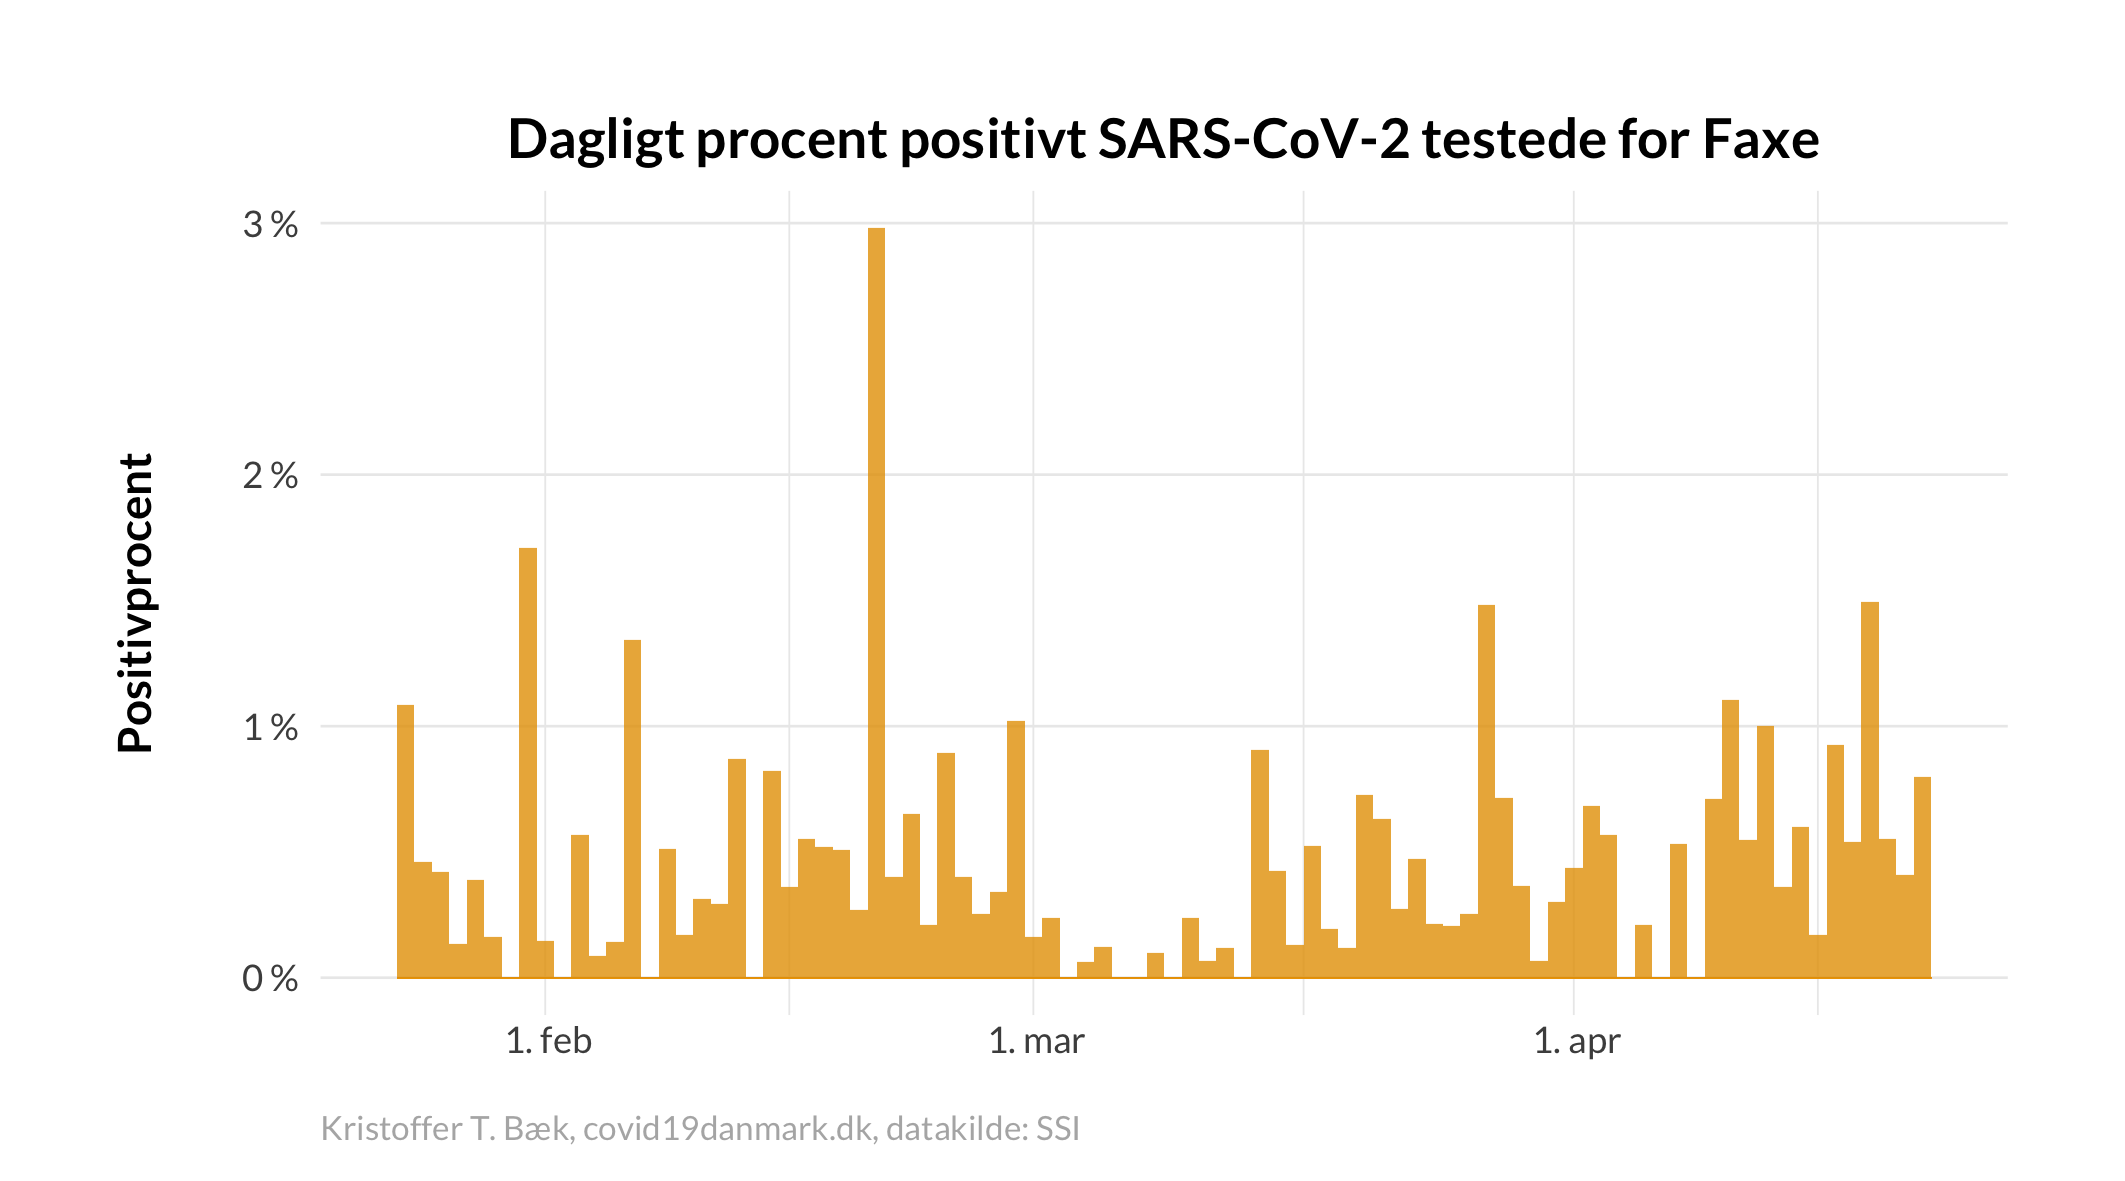 Dagligt procent positivt SARS-CoV-2 testede for Faxe
Positivprocent
3 %
2 %
1 %
0 %
1. feb
1. mar
1. apr
Kristoffer T. Bæk, covid19danmark.dk, datakilde: SSI